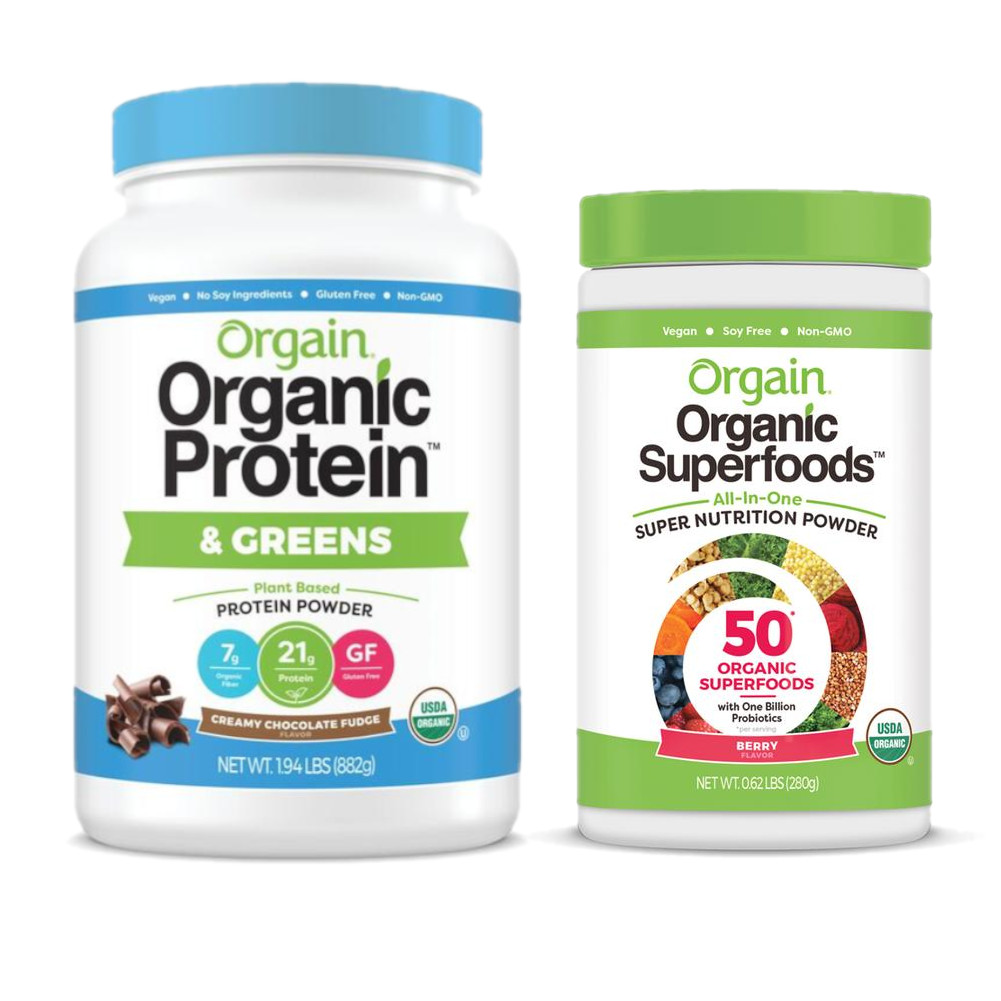 Vegan • No Soy Ingredients • Gluten Free • Non-GMO
Orgain®
Organic
Protein™
& GREENS
Plant Based
PROTEIN POWDER
7g
Organic
Fiber
21g
Protein
GF
Gluten Free
CREAMY CHOCOLATE FUDGE
FLAVOR
USDA
ORGANIC
U
NET WT. 1.94 LBS (882g)
Vegan • Soy Free • Non-GMO
Orgain®
Organic
Superfoods™
All-In-One
SUPER NUTRITION POWDER
50*
ORGANIC
SUPERFOODS
with One Billion
Probiotics
*per serving
BERRY
FLAVOR
USDA
ORGANIC
U
NET WT. 0.62 LBS (280g)